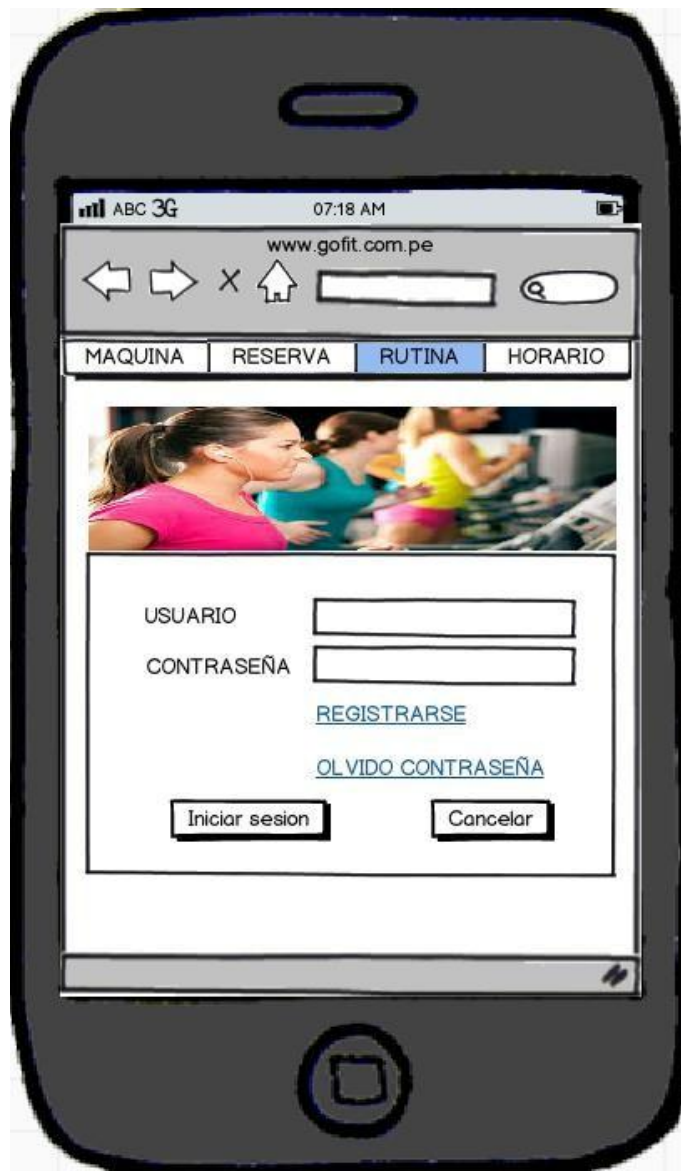 ABC 3G 07:18 AM
www.gofit.com.pe
MAQUINA RESERVA RUTINA HORARIO
USUARIO
CONTRASEÑA
REGISTRARSE
OLVIDO CONTRASEÑA
Iniciar sesion Cancelar